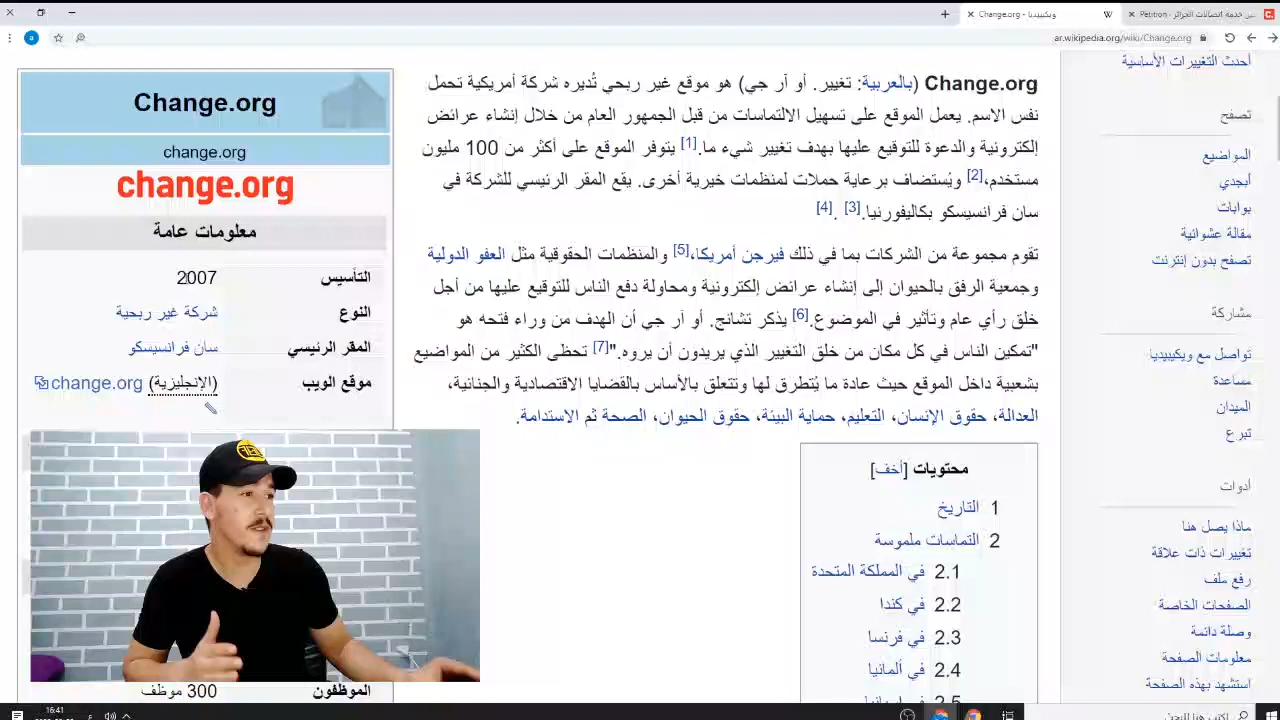 Change.org - ويكيبيديا
Petition
ar.wikipedia.org/wiki/Change.org
أحدث التغييرات الأساسية
تصفح
المواضيع
أبجدي
بوابات
مقالة عشوائية
تصفح بدون إنترنت
مشاركة
تواصل مع ويكيبيديا
مساعدة
الميدان
تبرع
أدوات
ماذا يصل هنا
تغييرات ذات علاقة
رفع ملف
الصفحات الخاصة
وصلة دائمة
معلومات الصفحة
استشهد بهذه الصفحة
Change.org (بالعربية: تغيير. أو آر جي) هو موقع غير ربحي تُديره شركة أمريكية تحمل
نفس الاسم. يعمل الموقع على تسهيل الالتماسات من قبل الجمهور العام من خلال إنشاء عرائض
إلكترونية والدعوة للتوقيع عليها بهدف تغيير شيء ما.[1] يتوفر الموقع على أكثر من 100 مليون
مستخدم،[2] ويُستضاف برعاية حملات لمنظمات خيرية أخرى. يقع المقر الرئيسي للشركة في
سان فرانسيسكو بكاليفورنيا.[3] .[4]
تقوم مجموعة من الشركات بما في ذلك فيرجن أمريكا،[5] والمنظمات الحقوقية مثل العفو الدولية
وجمعية الرفق بالحيوان إلى إنشاء عرائض إلكترونية ومحاولة دفع الناس للتوقيع عليها من أجل
خلق رأي عام وتأثير في الموضوع.[6] يذكر تشانج. أو آر جي أن الهدف من وراء فتحه هو
"تمكين الناس في كل مكان من خلق التغيير الذي يريدون أن يروه."[7] تحظى الكثير من المواضيع
بشعبية داخل الموقع حيث عادة ما يُتطرق لها وتتعلق بالأساس بالقضايا الاقتصادية والجنائية،
العدالة، حقوق الإنسان، التعليم، حماية البيئة، حقوق الحيوان، الصحة ثم الاستدامة.
محتويات [أخف]
1 التاريخ
2 التماسات ملموسة
2.1 في المملكة المتحدة
2.2 في كندا
2.3 في فرنسا
2.4 في ألمانيا
Change.org
change.org
change.org
معلومات عامة
التأسيس 2007
النوع شركة غير ربحية
المقر الرئيسي سان فرانسيسكو
موقع الويب change.org (الإنجليزية)
الموظفون 300 موظف
16:41